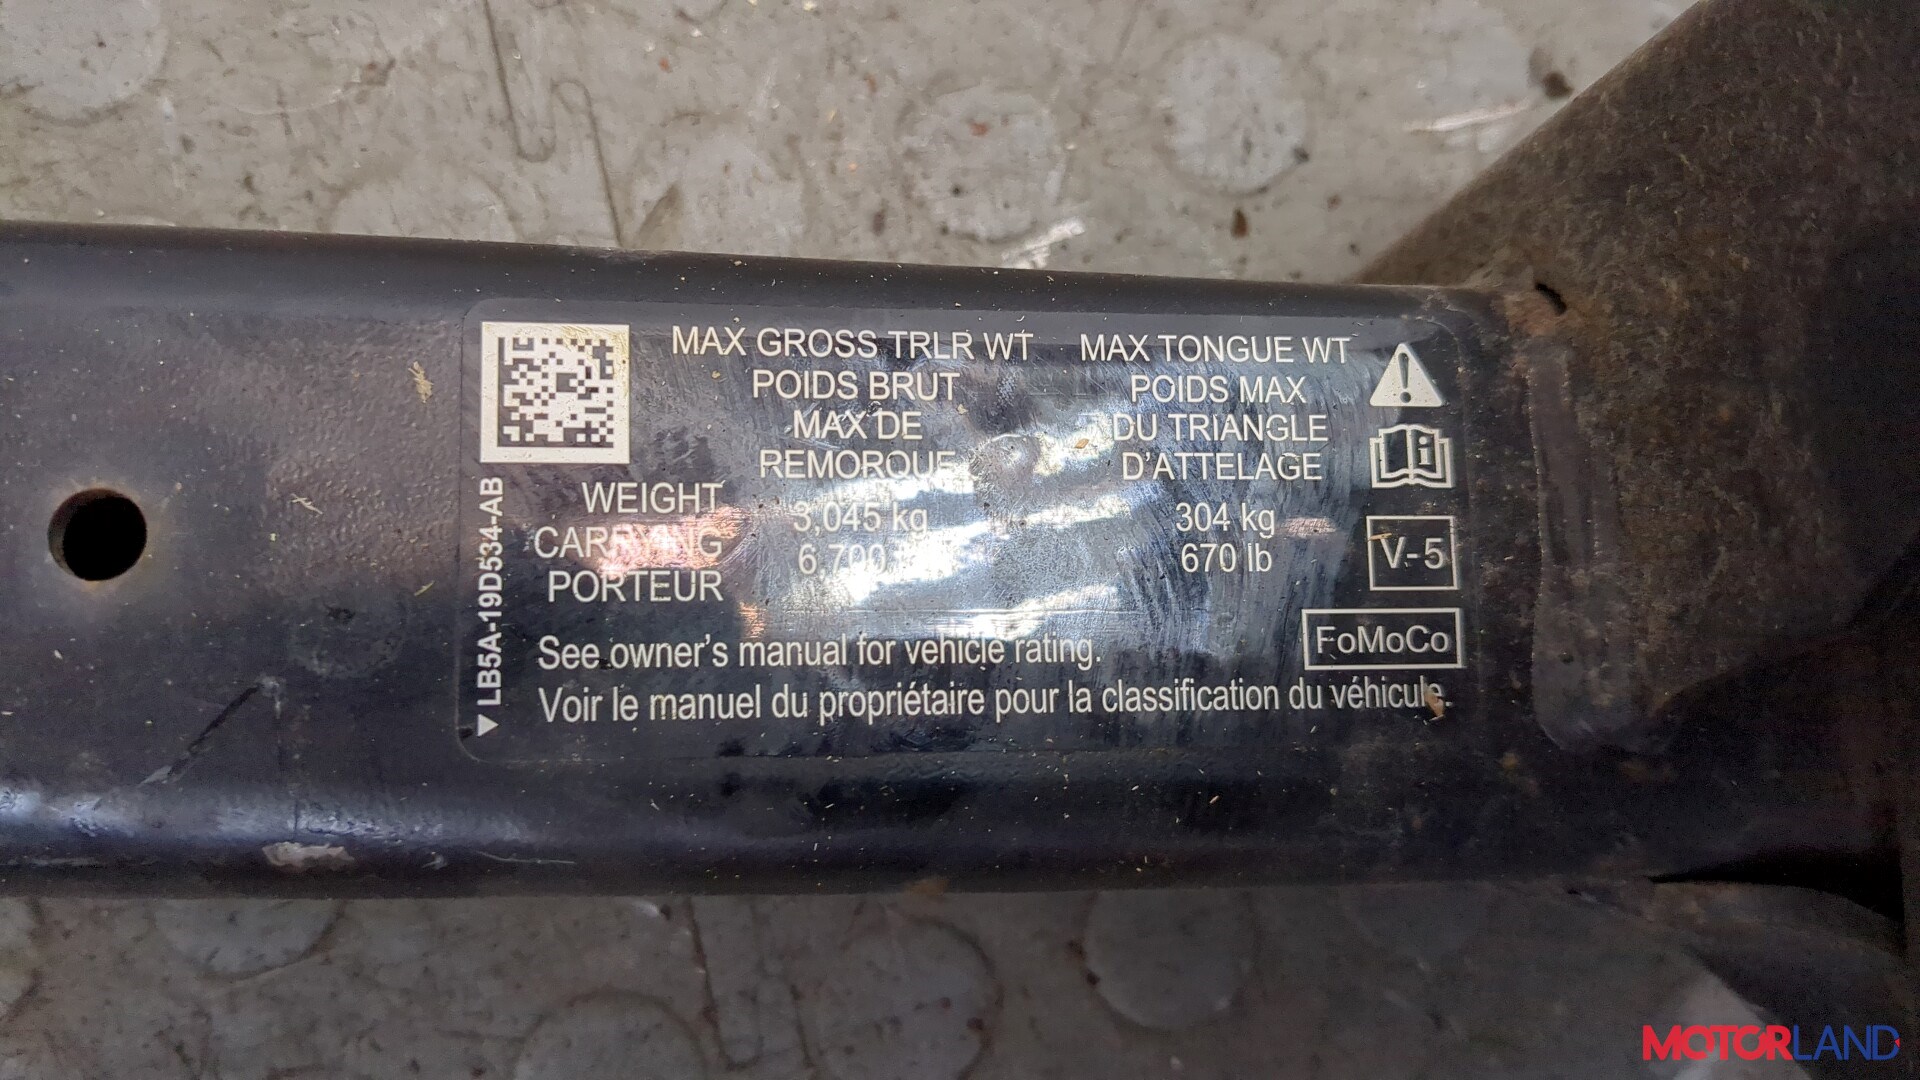 MAX GROSS TRLR WT
POIDS BRUT
MAX DE
REMORQUE
MAX TONGUE WT
POIDS MAX
DU TRIANGLE
D'ATTELAGE
WEIGHT
CARRYING
PORTEUR
3,045 kg
6,700
304 kg
670 lb
V-5
FoMoCo
LB5A-19D534-AB
See owner's manual for vehicle rating.
Voir le manuel du propriétaire pour la classification du véhicule.
MOTORLAND